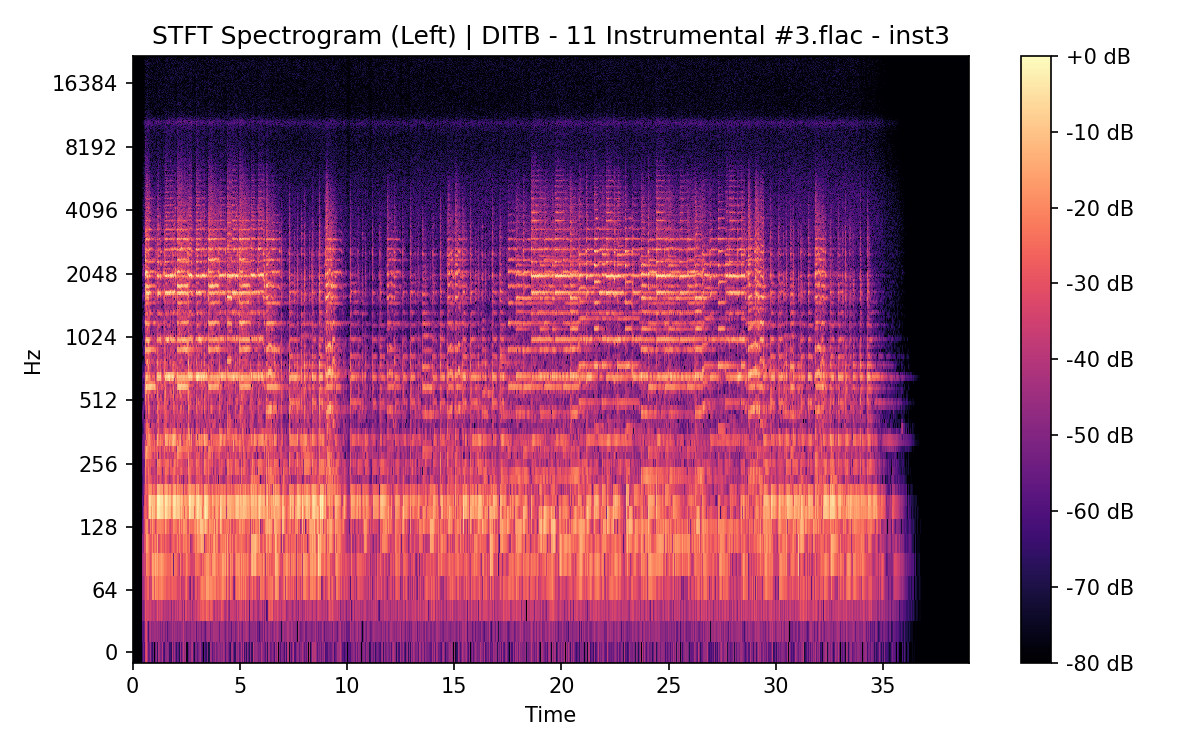 STFT Spectrogram (Left) | DITB - 11 Instrumental #3.flac - inst3
16384
8192
4096
2048
1024
512
256
128
64
0
Hz
0 5 10 15 20 25 30 35
Time
+0 dB
-10 dB
-20 dB
-30 dB
-40 dB
-50 dB
-60 dB
-70 dB
-80 dB